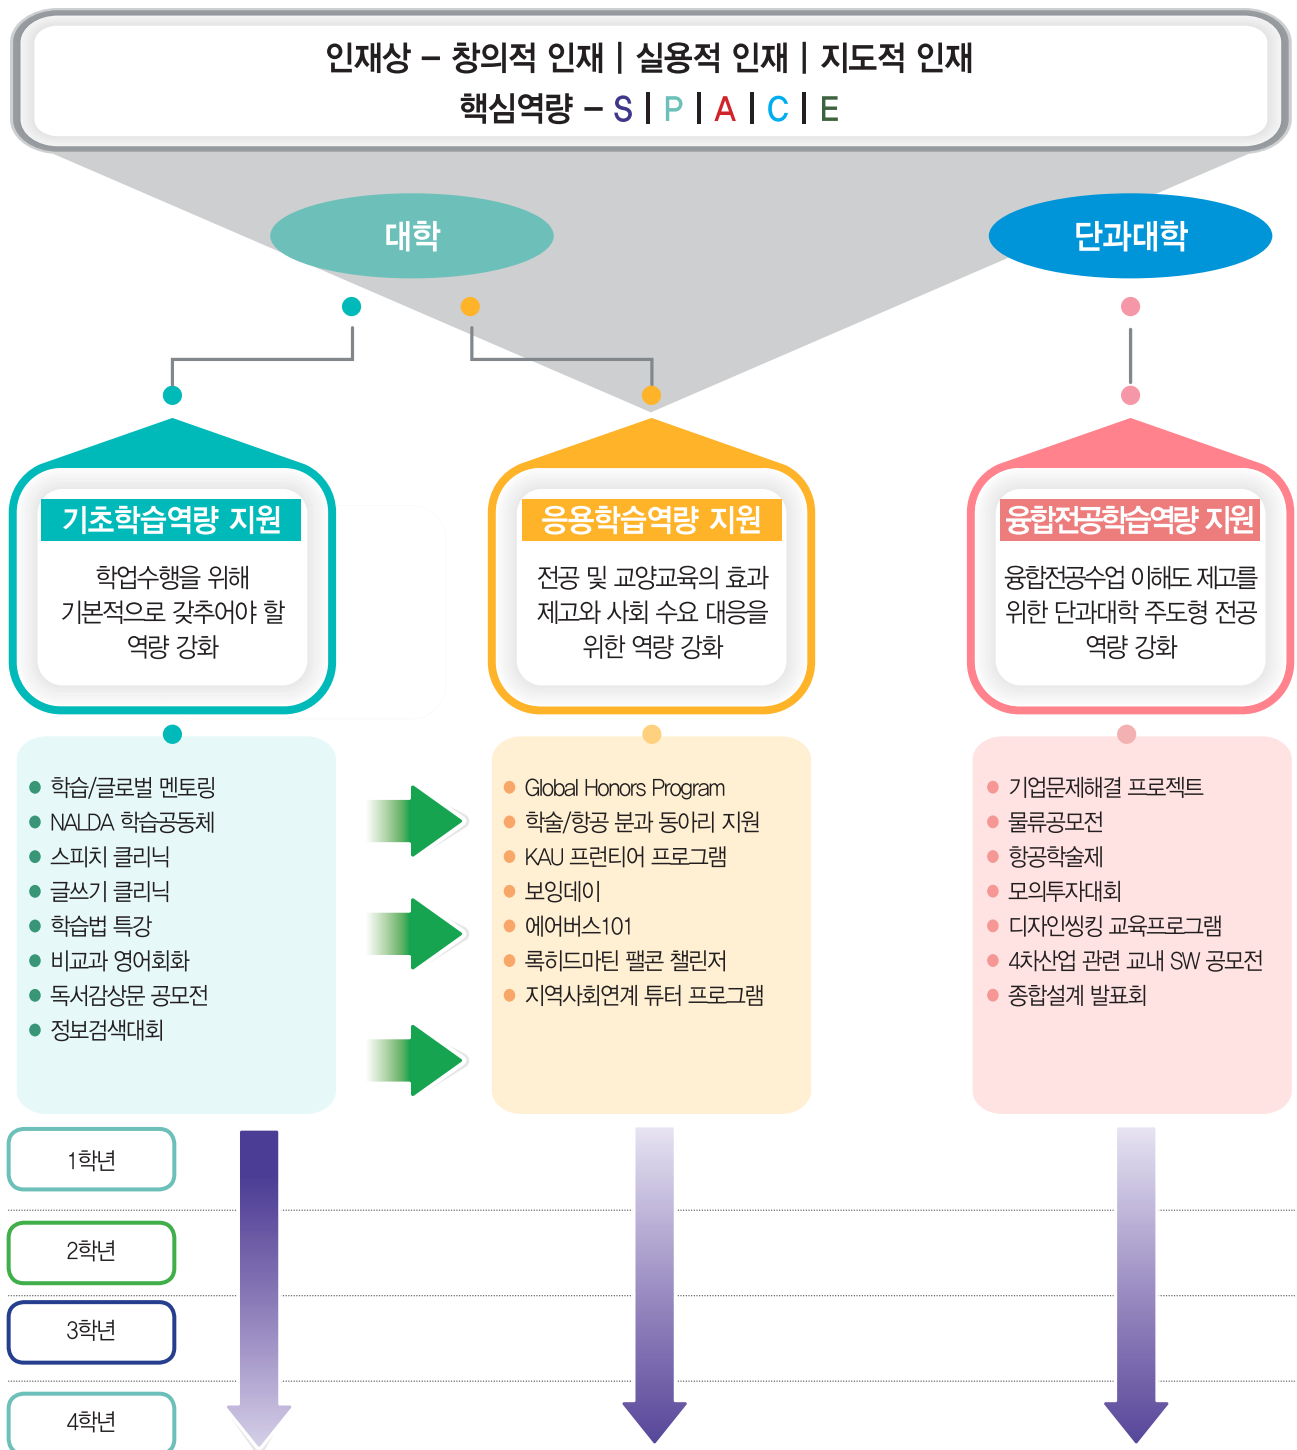 인재상 – 창의적 인재 | 실용적 인재 | 지도적 인재
핵심역량 – S | P | A | C | E
대학
단과대학
기초학습역량 지원
학업수행을 위해
기본적으로 갖추어야 할
역량 강화
응용학습역량 지원
전공 및 교양교육의 효과
제고와 사회 수요 대응을
위한 역량 강화
융합전공학습역량 지원
융합전공수업 이해도 제고를
위한 단과대학 주도형 전공
역량 강화
학습/글로벌 멘토링
NALDA 학습공동체
스피치 클리닉
글쓰기 클리닉
학습법 특강
비교과 영어회화
독서감상문 공모전
정보검색대회
Global Honors Program
학술/항공 분과 동아리 지원
KAU 프런티어 프로그램
보잉데이
에어버스101
록히드마틴 팰콘 챌린저
지역사회연계 튜터 프로그램
기업문제해결 프로젝트
물류공모전
항공학술제
모의투자대회
디자인씽킹 교육프로그램
4차산업 관련 교내 SW 공모전
종합설계 발표회
1학년
2학년
3학년
4학년